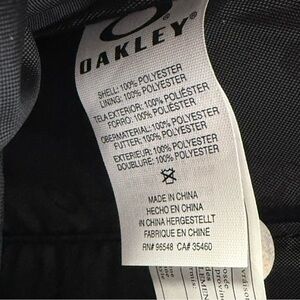 OAKLEY
SHELL: 100% POLYESTER
LINING: 100% POLYESTER
TELA EXTERIOR: 100% POLIÉSTER
FORRO: 100% POLIÉSTER
OBERMATERIAL: 100% POLYESTER
FUTTER: 100% POLYESTER
EXTERIEUR: 100% POLYESTER
DOUBLURE: 100% POLYESTER
MADE IN CHINA
HECHO EN CHINA
IN CHINA HERGESTELLT
FABRIQUE EN CHINE
RN# 96548 CA# 35460